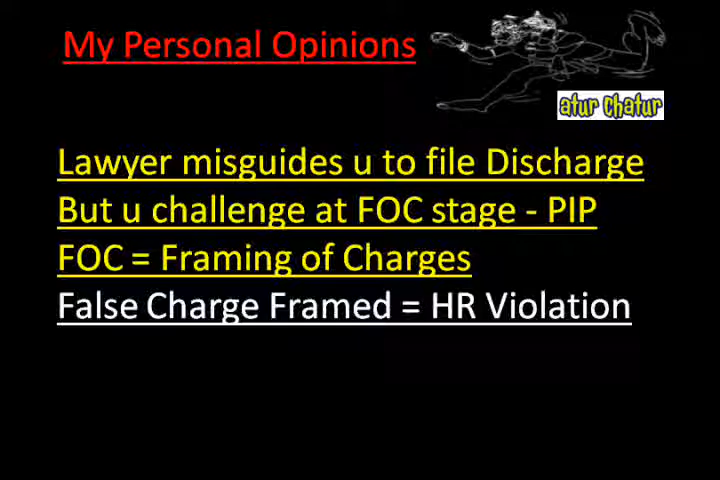 My Personal Opinions
atur chatur
Lawyer misguides u to file Discharge
But u challenge at FOC stage - PIP
FOC = Framing of Charges
False Charge Framed = HR Violation